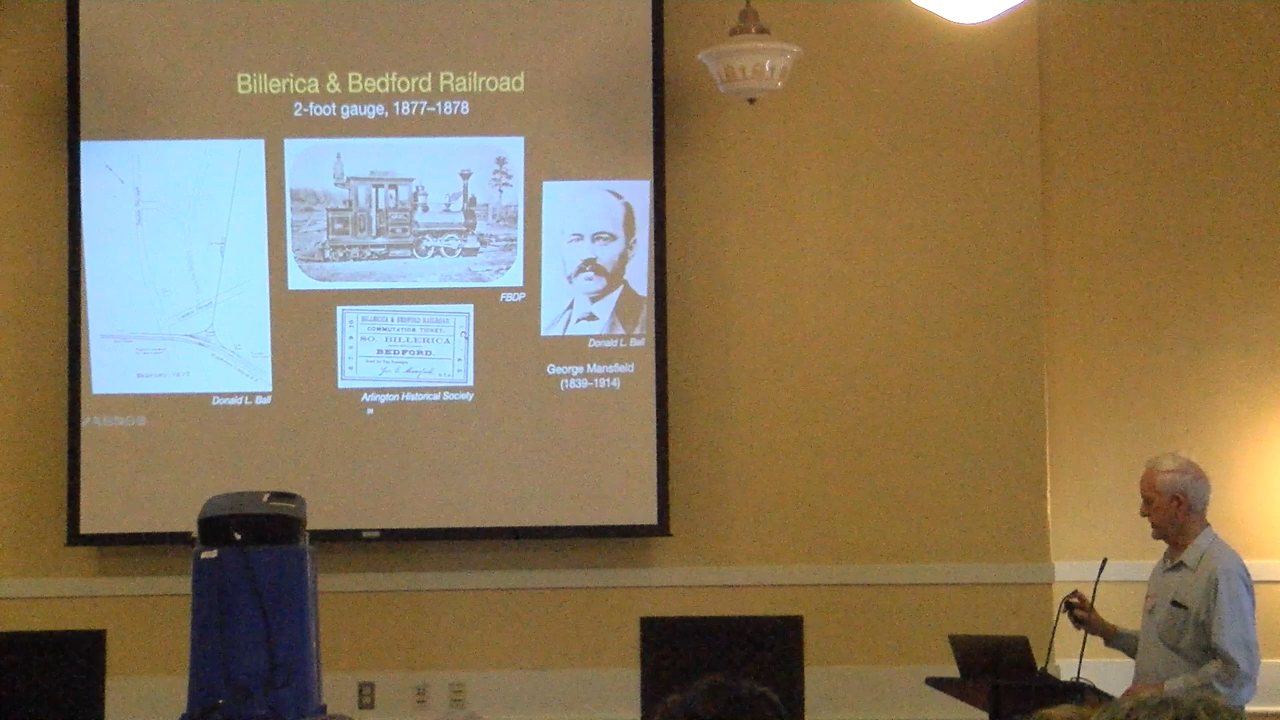 Billerica & Bedford Railroad
2-foot gauge, 1877–1878
FBDP
BILLERICA & BEDFORD RAILROAD
COMMUTATION TICKET.
SO. BILLERICA
BEDFORD.
Donald L. Ball
George Mansfield
(1839–1914)
Donald L. Ball
Arlington Historical Society